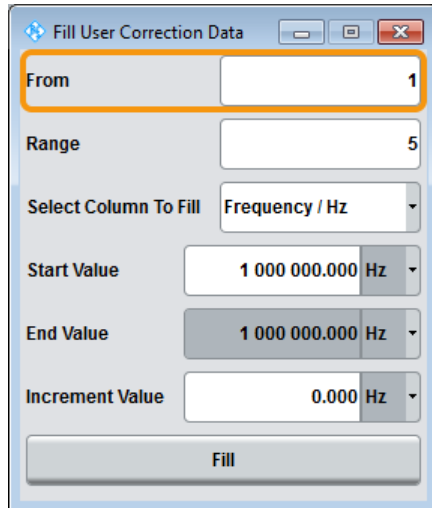 Fill User Correction Data
From 1
Range 5
Select Column To Fill Frequency / Hz
Start Value 1 000 000.000 Hz
End Value 1 000 000.000 Hz
Increment Value 0.000 Hz
Fill